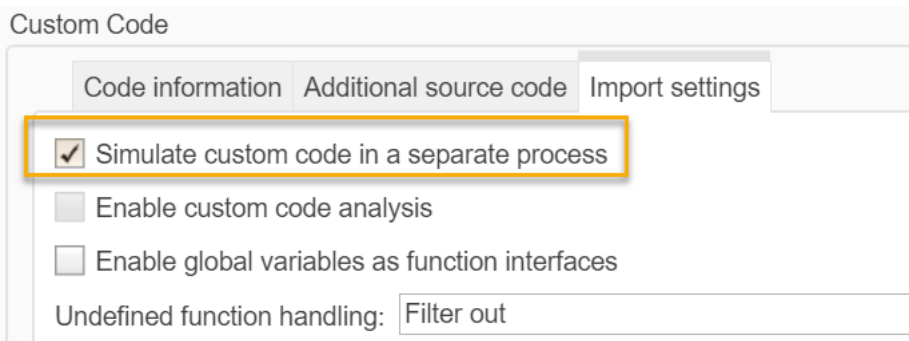 Custom Code
Code information Additional source code Import settings
Simulate custom code in a separate process
Enable custom code analysis
Enable global variables as function interfaces
Undefined function handling: Filter out